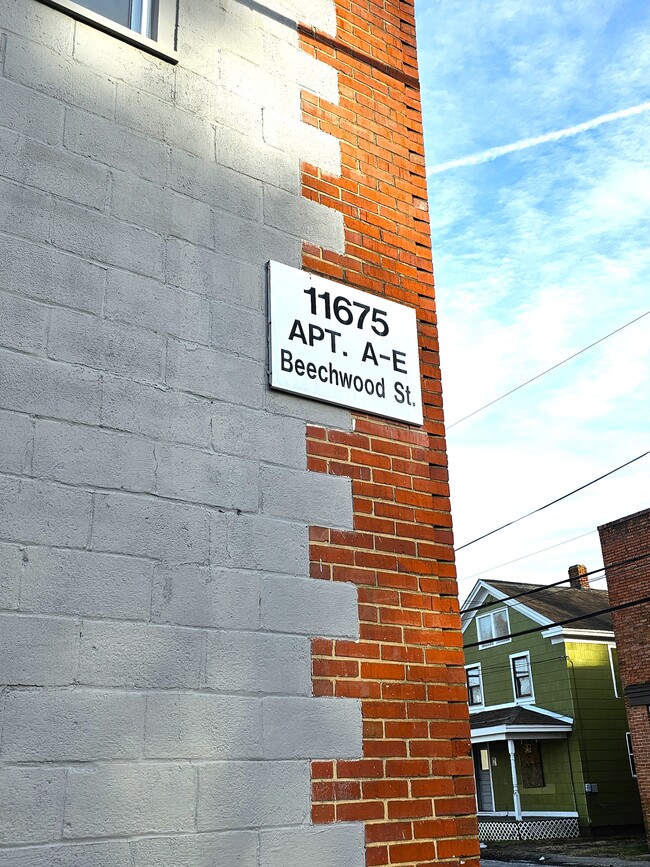 11675
APT. A-E
Beechwood St.